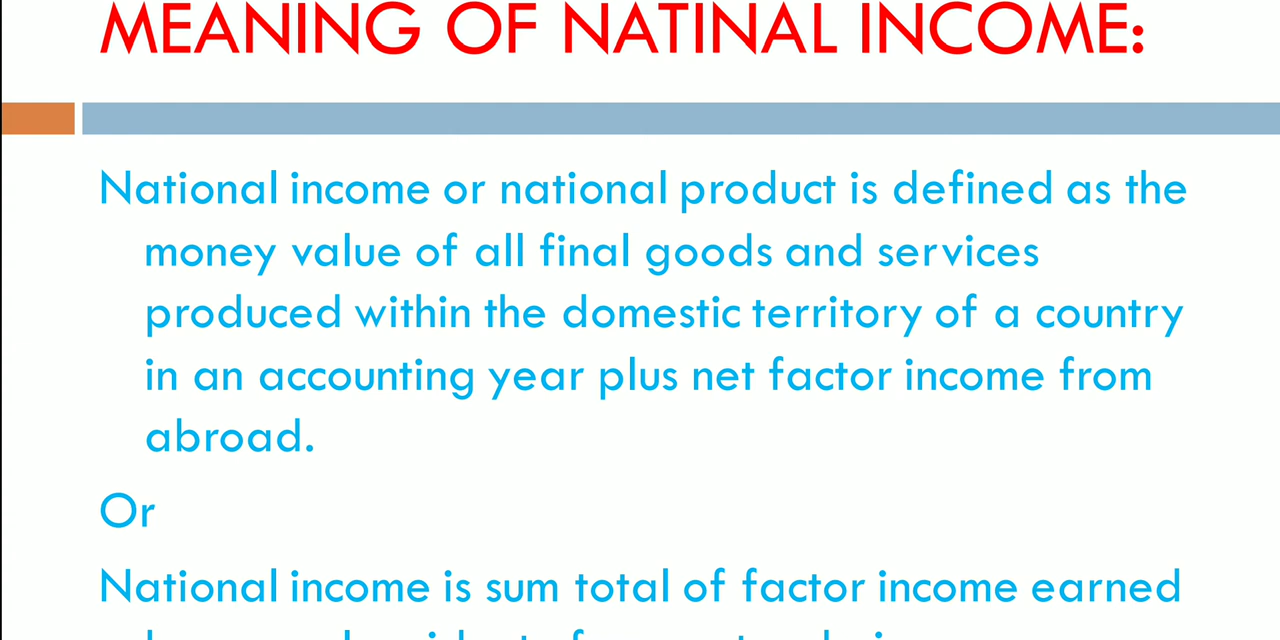 MEANING OF NATINAL INCOME:
National income or national product is defined as the
money value of all final goods and services
produced within the domestic territory of a country
in an accounting year plus net factor income from
abroad.
Or
National income is sum total of factor income earned